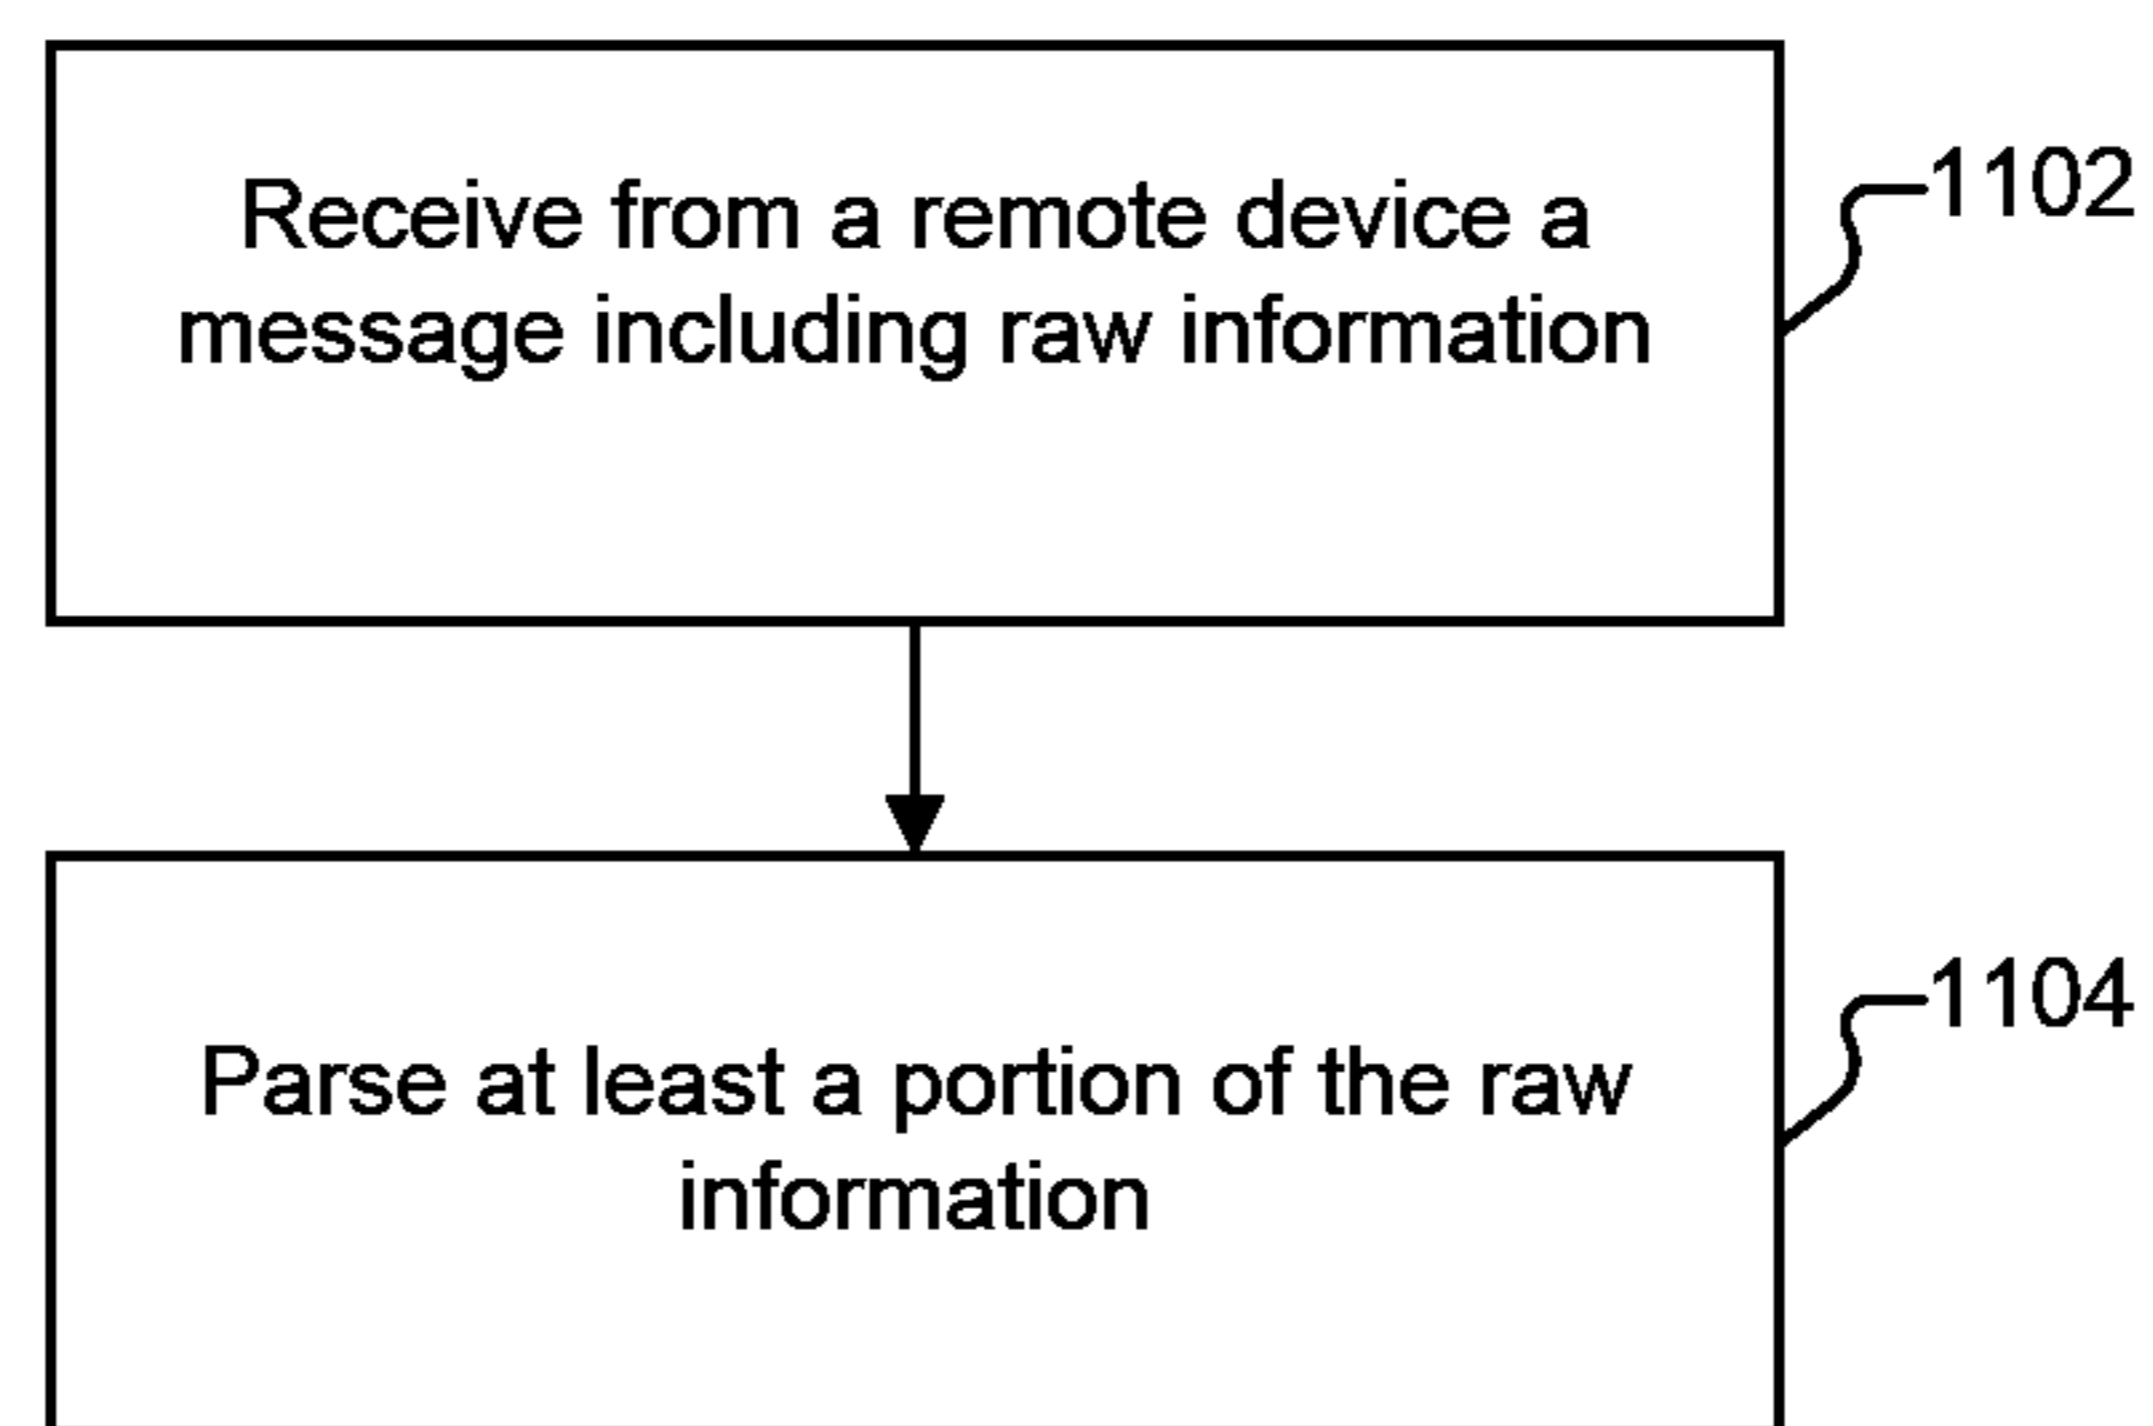 Receive from a remote device a
message including raw information
1102
Parse at least a portion of the raw
information
1104